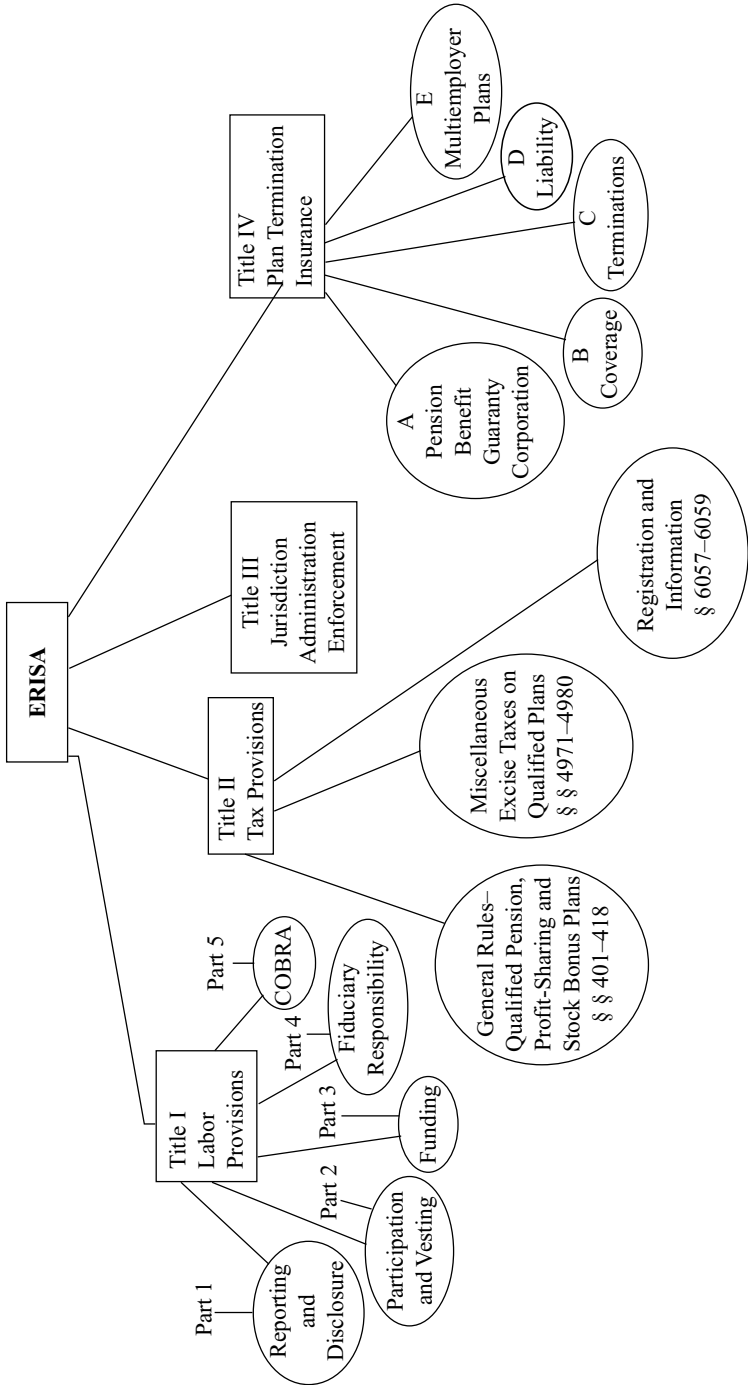 ERISA
Title I
Labor
Provisions
Part 1
Reporting
and
Disclosure
Part 2
Participation
and Vesting
Part 3
Funding
Part 4
Fiduciary
Responsibility
Part 5
COBRA
Title II
Tax Provisions
General Rules–
Qualified Pension,
Profit-Sharing and
Stock Bonus Plans
§ § 401–418
Miscellaneous
Excise Taxes on
Qualified Plans
§ § 4971–4980
Registration and
Information
§ 6057–6059
Title III
Jurisdiction
Administration
Enforcement
Title IV
Plan Termination
Insurance
A
Pension
Benefit
Guaranty
Corporation
B
Coverage
C
Terminations
D
Liability
E
Multiemployer
Plans